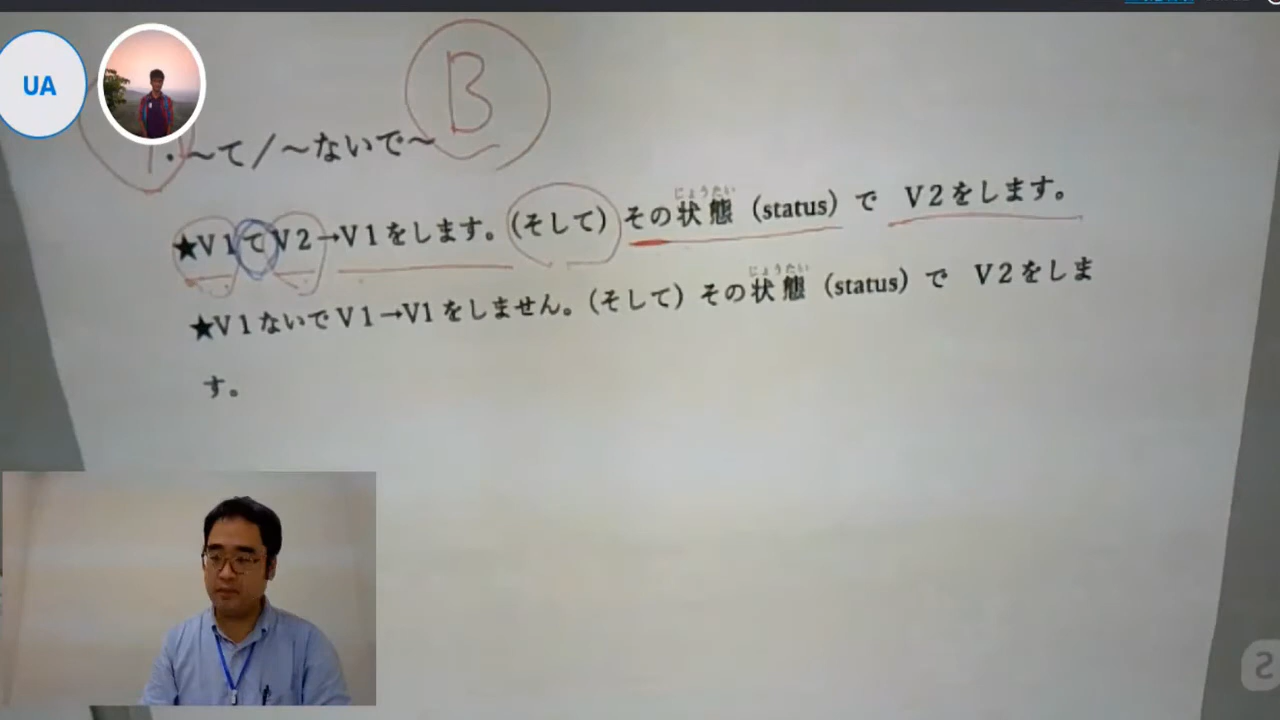 UA
B
1.～て／～ないで～
★V1てV2→V1をします。（そして）その状態（status）で V2をします。
じょうたい
★V1ないでV1→V1をしません。（そして）その状態（status）で V2をしま
じょうたい
す。